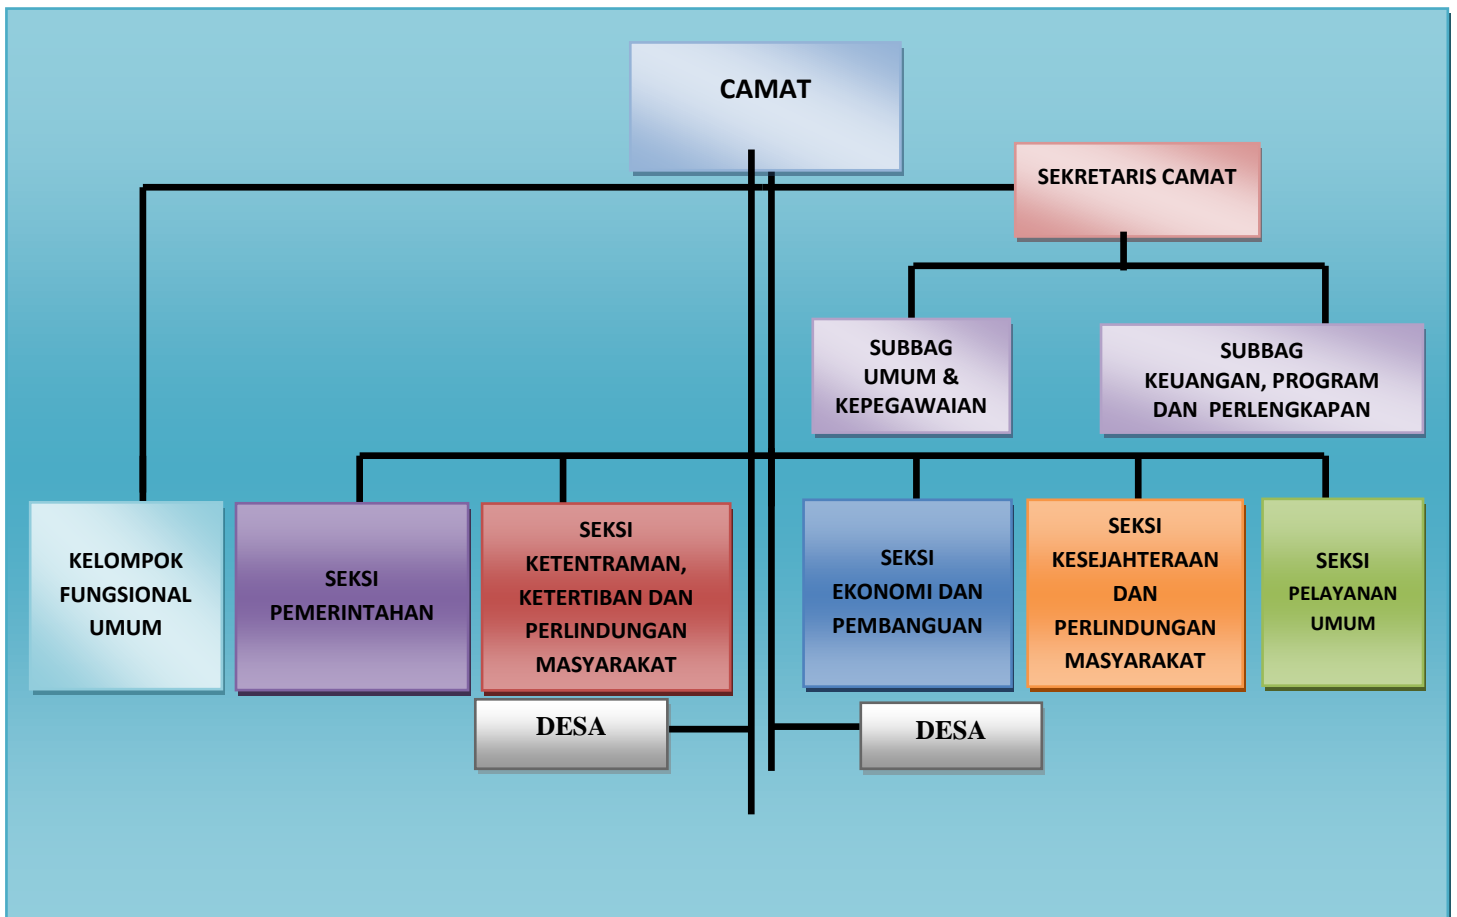 CAMAT
SEKRETARIS CAMAT
SUBBAG
UMUM &
KEPEGAWAIAN
SUBBAG
KEUANGAN, PROGRAM
DAN PERLENGKAPAN
KELOMPOK
FUNGSIONAL
UMUM
SEKSI
PEMERINTAHAN
SEKSI
KETENTRAMAN,
KETERTIBAN DAN
PERLINDUNGAN
MASYARAKAT
SEKSI
EKONOMI DAN
PEMBANGUAN
SEKSI
KESEJAHTERAAN
DAN
PERLINDUNGAN
MASYARAKAT
SEKSI
PELAYANAN
UMUM
DESA
DESA